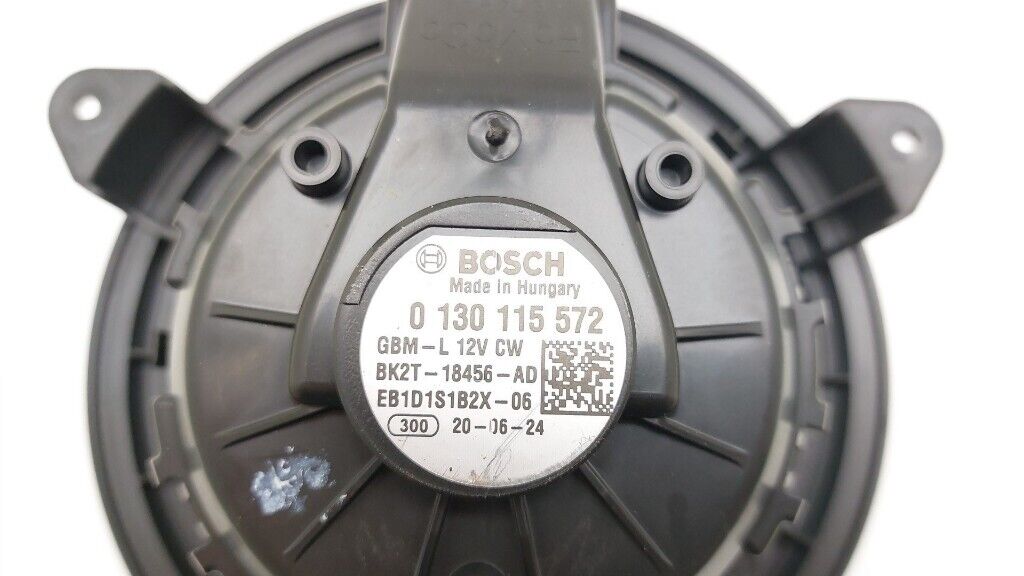 BOSCH
Made in Hungary
0 130 115 572
GBM-L 12V CW
BK2T-18456-AD
EB1D1S1B2X-06
300 20-06-24